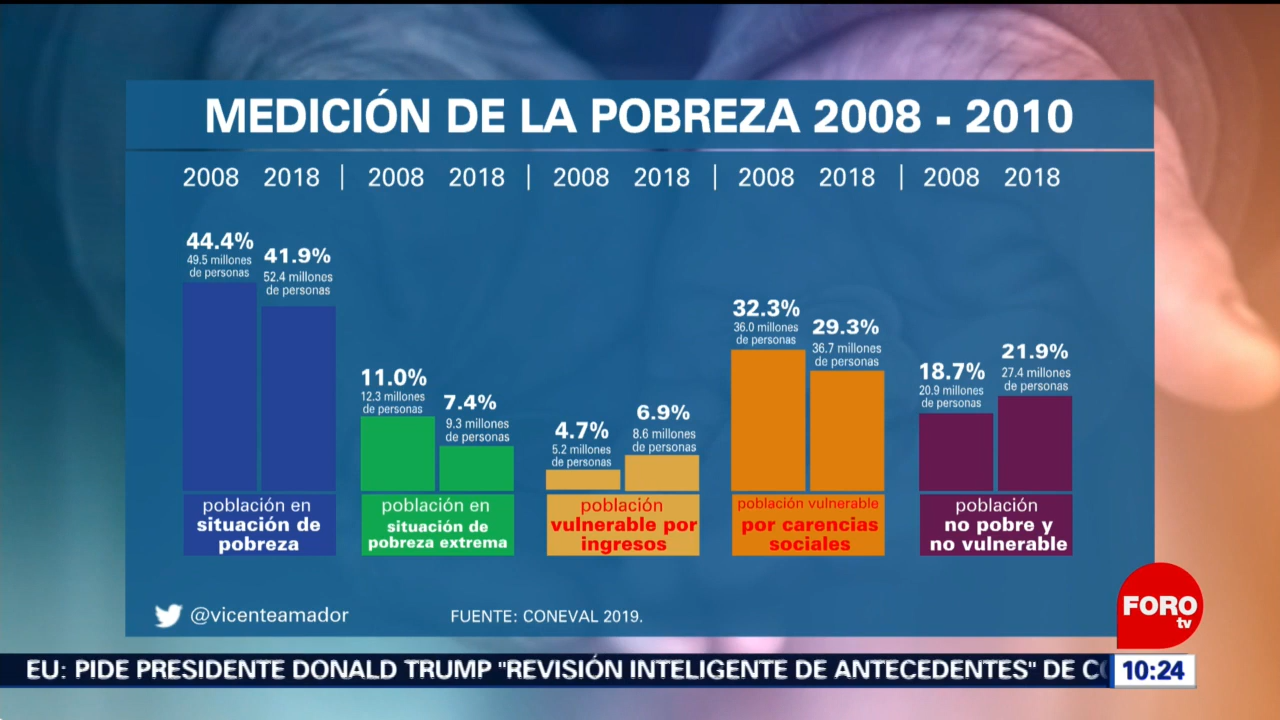 MEDICIÓN DE LA POBREZA 2008 - 2010
2008 2018 | 2008 2018 | 2008 2018 | 2008 2018 | 2008 2018
44.4%
49.5 millones
de personas
41.9%
52.4 millones
de personas
11.0%
12.3 millones
de personas
7.4%
9.3 millones
de personas
4.7%
5.2 millones
de personas
6.9%
8.6 millones
de personas
32.3%
36.0 millones
de personas
29.3%
36.7 millones
de personas
18.7%
20.9 millones
de personas
21.9%
27.4 millones
de personas
población en
situación de
pobreza
población en
situación de
pobreza extrema
población
vulnerable por
ingresos
población vulnerable
por carencias
sociales
población
no pobre y
no vulnerable
@vicenteamador
FUENTE: CONEVAL 2019.
FORO
tv
EU: PIDE PRESIDENTE DONALD TRUMP "REVISIÓN INTELIGENTE DE ANTECEDENTES" DE
10:24